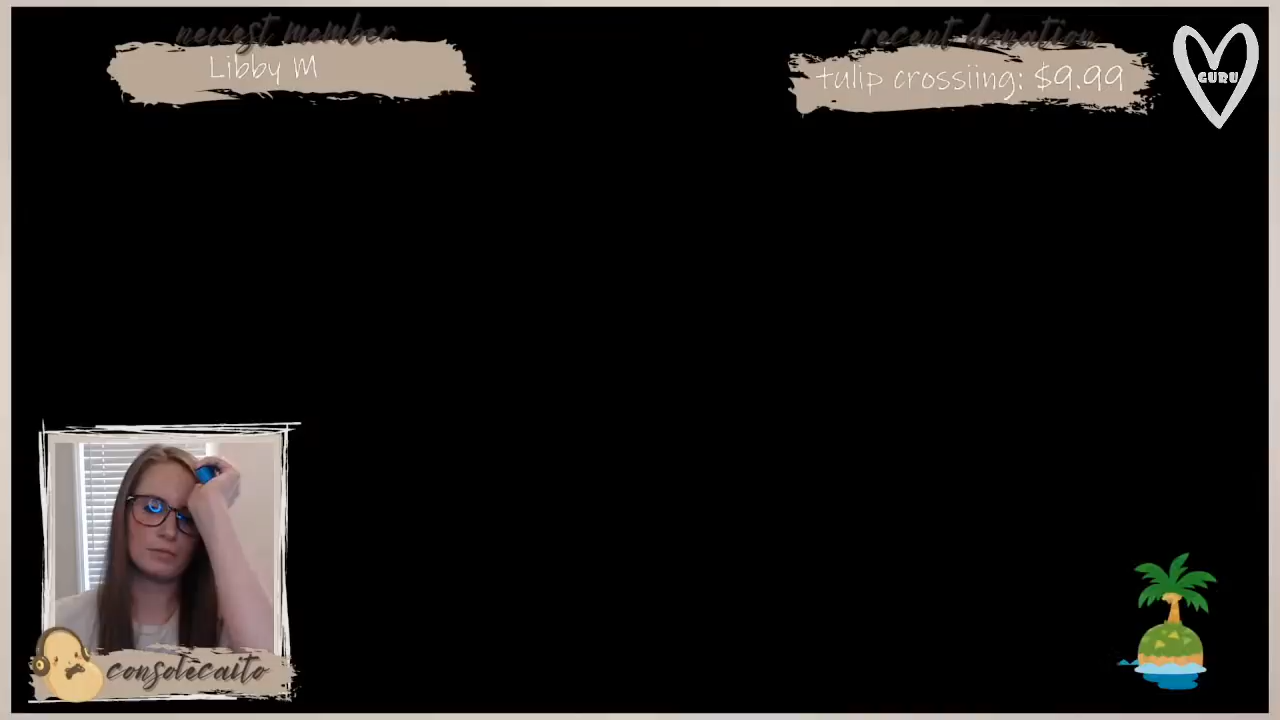 newest member
Libby M
recent donation
tulip crossiing: $9.99
GURU
consolecaito